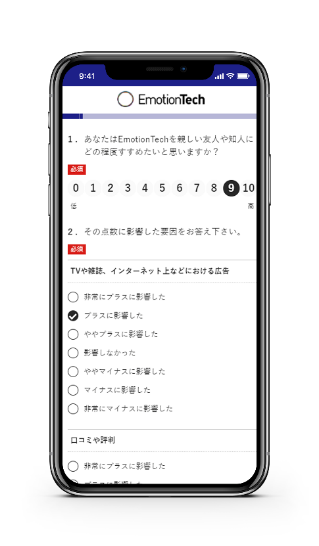 9:41
EmotionTech
1. あなたはEmotionTechを親しい友人や知人に
どの程度すすめたいと思いますか？
必須
0 1 2 3 4 5 6 7 8 9 10
低 高
2. その点数に影響した要因をお答え下さい。
必須
TVや雑誌、インターネット上などにおける広告
非常にプラスに影響した
プラスに影響した
ややプラスに影響した
影響しなかった
ややマイナスに影響した
マイナスに影響した
非常にマイナスに影響した
口コミや評判
非常にプラスに影響した
プラスに影響した